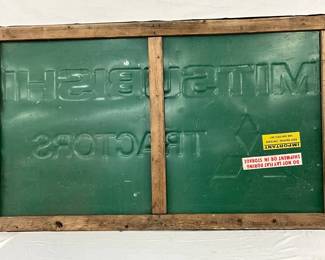 MITSUBISHI
TRACTORS
IMPORTANT
DO NOT LAY FLAT DURING
SHIPMENT OR IN STORAGE